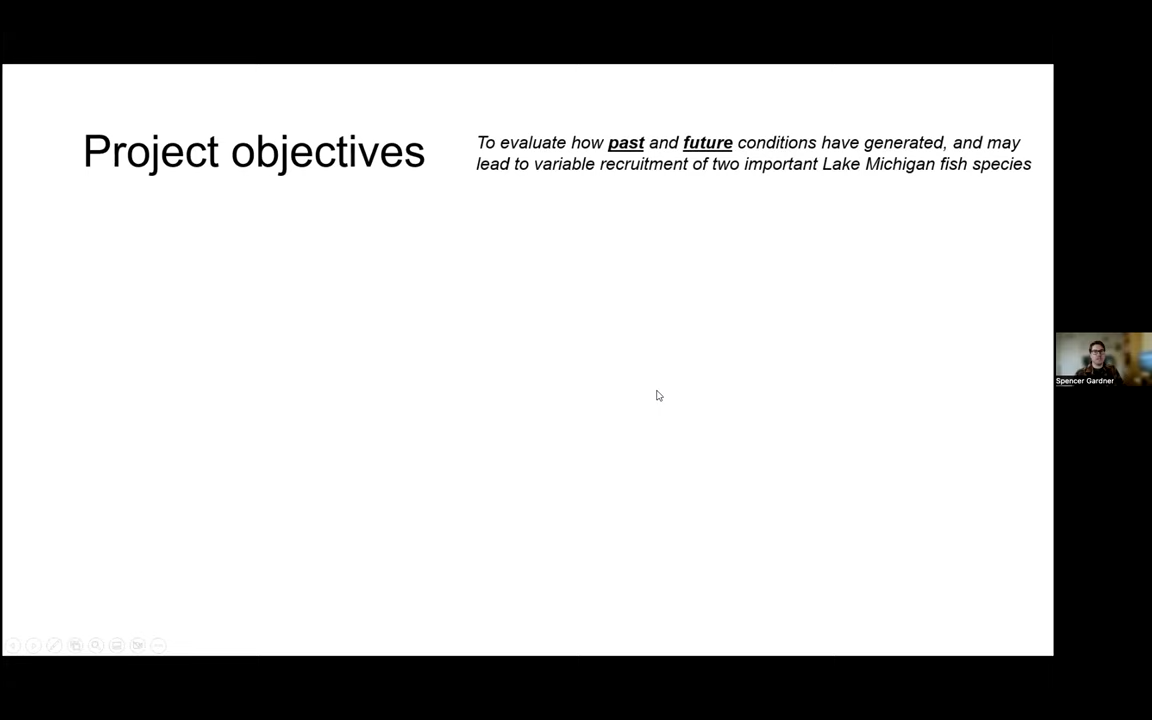 Project objectives
To evaluate how past and future conditions have generated, and may
lead to variable recruitment of two important Lake Michigan fish species
Spencer Gardner